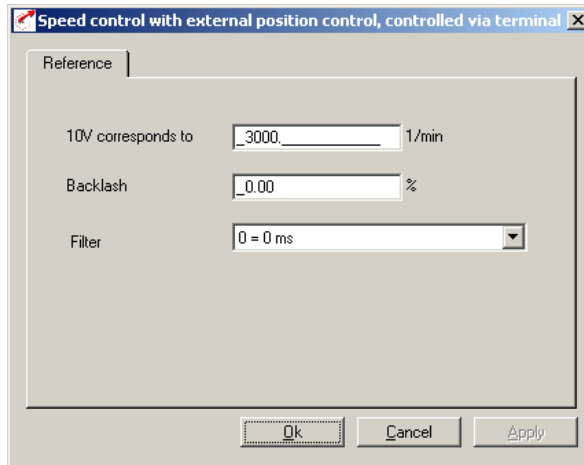 Speed control with external position control, controlled via terminal
Reference
10V corresponds to _3000.______________ 1/min
Backlash _0.00 %
Filter 0 = 0 ms
Ok Cancel Apply